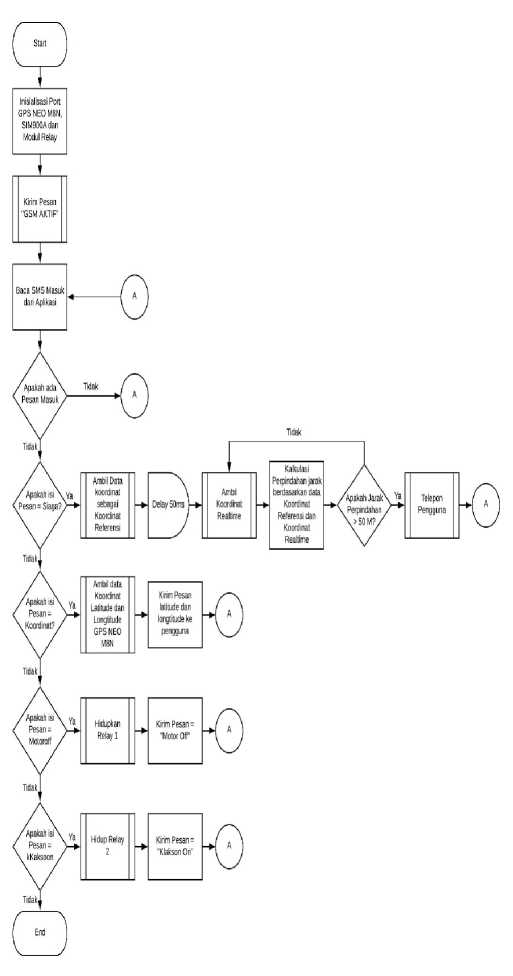 Start
Inisialisasi Port
GPS NEO M8N,
SIM900A dan
Modul Relay
Kirim Pesan
"GSM AKTIF"
Baca SMS Masuk
dari Aplikasi
A
Apakah ada
Pesan Masuk
Tidak
A
Tidak
Apakah isi
Pesan = Siaga?
Ya
Ambil Data
koordinat
sebagai
Koordinat
Referensi
Delay 50ms
Ambil
Koordinat
Realtime
Tidak
Kalkulasi
Perpindahan jarak
berdasarkan data
Koordinat
Referensi dan
Koordinat
Realtime
Apakah Jarak
Perpindahan
> 50 M?
Ya
Telepon
Pengguna
A
Tidak
Apakah isi
Pesan =
Koordinat?
Ya
Ambil data
Koordinat
Latitude dan
Longtitude
GPS NEO
M8N
Kirim Pesan
latitude dan
longtitude ke
pengguna
A
Tidak
Apakah isi
Pesan =
Motoroff
Ya
Hidupkan
Relay 1
Kirim Pesan =
"Motor Off"
A
Tidak
Apakah isi
Pesan =
kKaksoon
Ya
Hidup Relay
2
Kirim Pesan =
"Klakson On"
A
Tidak
End